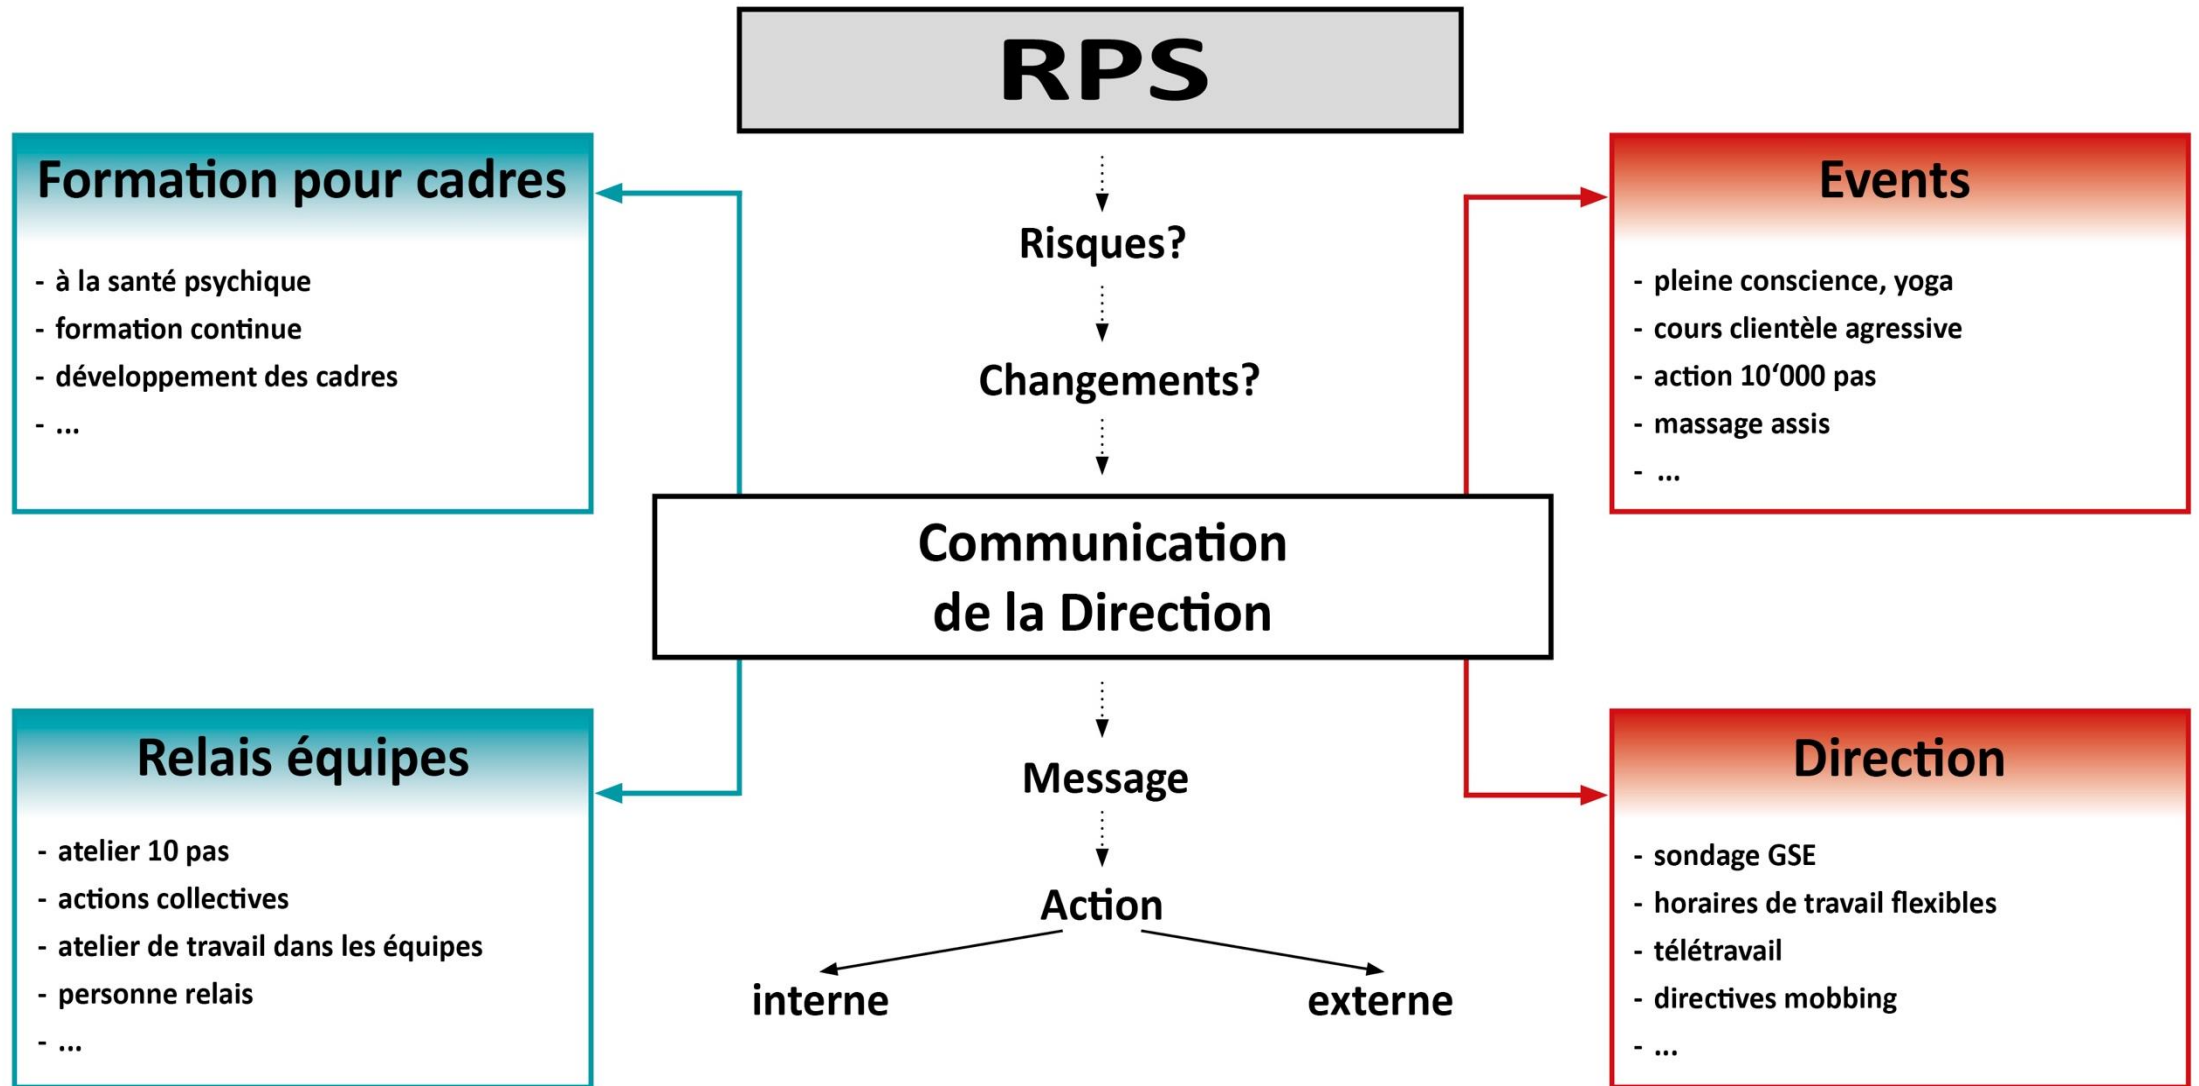 RPS
Formation pour cadres
- à la santé psychique
- formation continue
- développement des cadres
- ...
Risques?
Changements?
Events
- pleine conscience, yoga
- cours clientèle agressive
- action 10‘000 pas
- massage assis
- ...
Communication
de la Direction
Relais équipes
- atelier 10 pas
- actions collectives
- atelier de travail dans les équipes
- personne relais
- ...
Message
Action
interne
externe
Direction
- sondage GSE
- horaires de travail flexibles
- télétravail
- directives mobbing
- ...